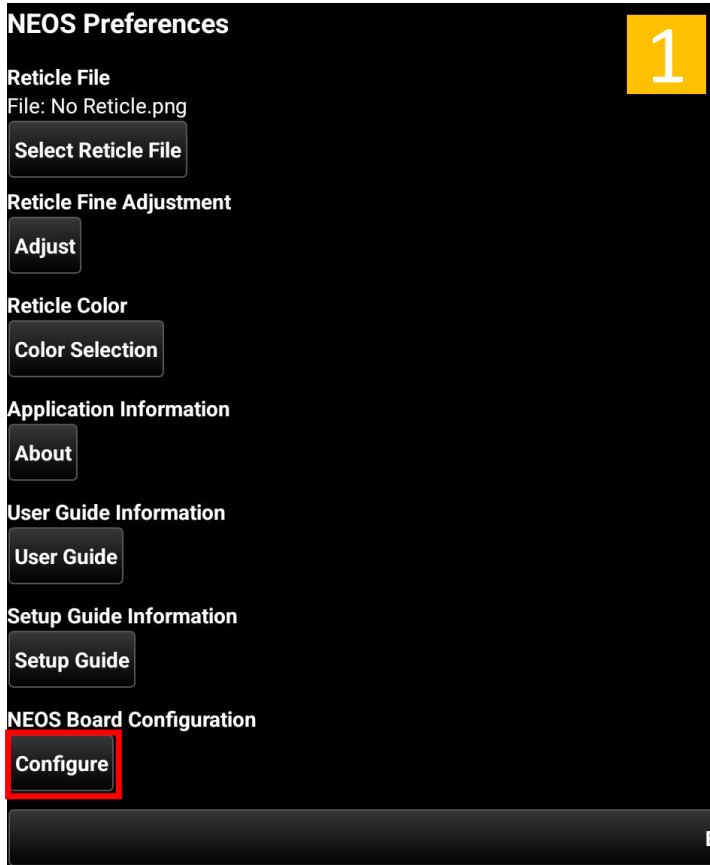 NEOS Preferences
1
Reticle File
File: No Reticle.png
Select Reticle File
Reticle Fine Adjustment
Adjust
Reticle Color
Color Selection
Application Information
About
User Guide Information
User Guide
Setup Guide Information
Setup Guide
NEOS Board Configuration
Configure